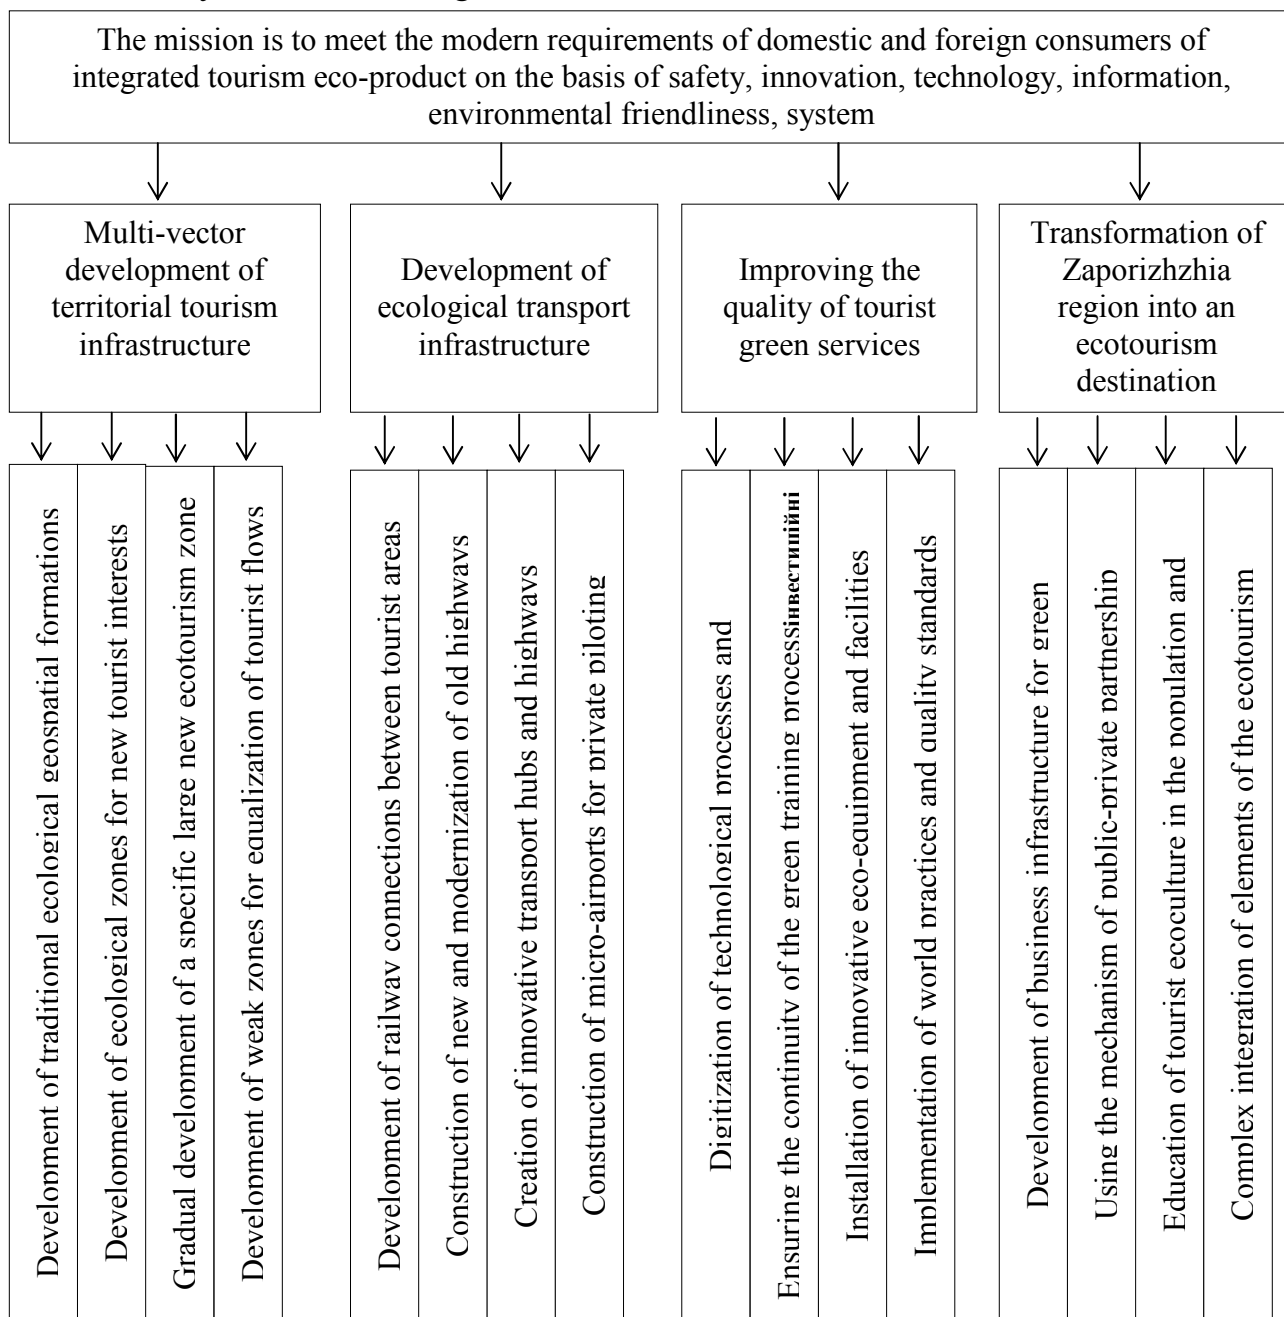 The mission is to meet the modern requirements of domestic and foreign consumers of
integrated tourism eco-product on the basis of safety, innovation, technology, information,
environmental friendliness, system
Multi-vector
development of
territorial tourism
infrastructure
Development of
ecological transport
infrastructure
Improving the
quality of tourist
green services
Transformation of
Zaporizhzhia
region into an
ecotourism
destination
Development of traditional ecological geospatial formations
Development of ecological zones for new tourist interests
Gradual development of a specific large new ecotourism zone
Development of weak zones for equalization of tourist flows
Development of railway connections between tourist areas
Construction of new and modernization of old highways
Creation of innovative transport hubs and highways
Construction of micro-airports for private piloting
Digitization of technological processes and
Ensuring the continuity of the green training processінвестиційні
Installation of innovative eco-equipment and facilities
Implementation of world practices and quality standards
Development of business infrastructure for green
Using the mechanism of public-private partnership
Education of tourist ecoculture in the population and
Complex integration of elements of the ecotourism